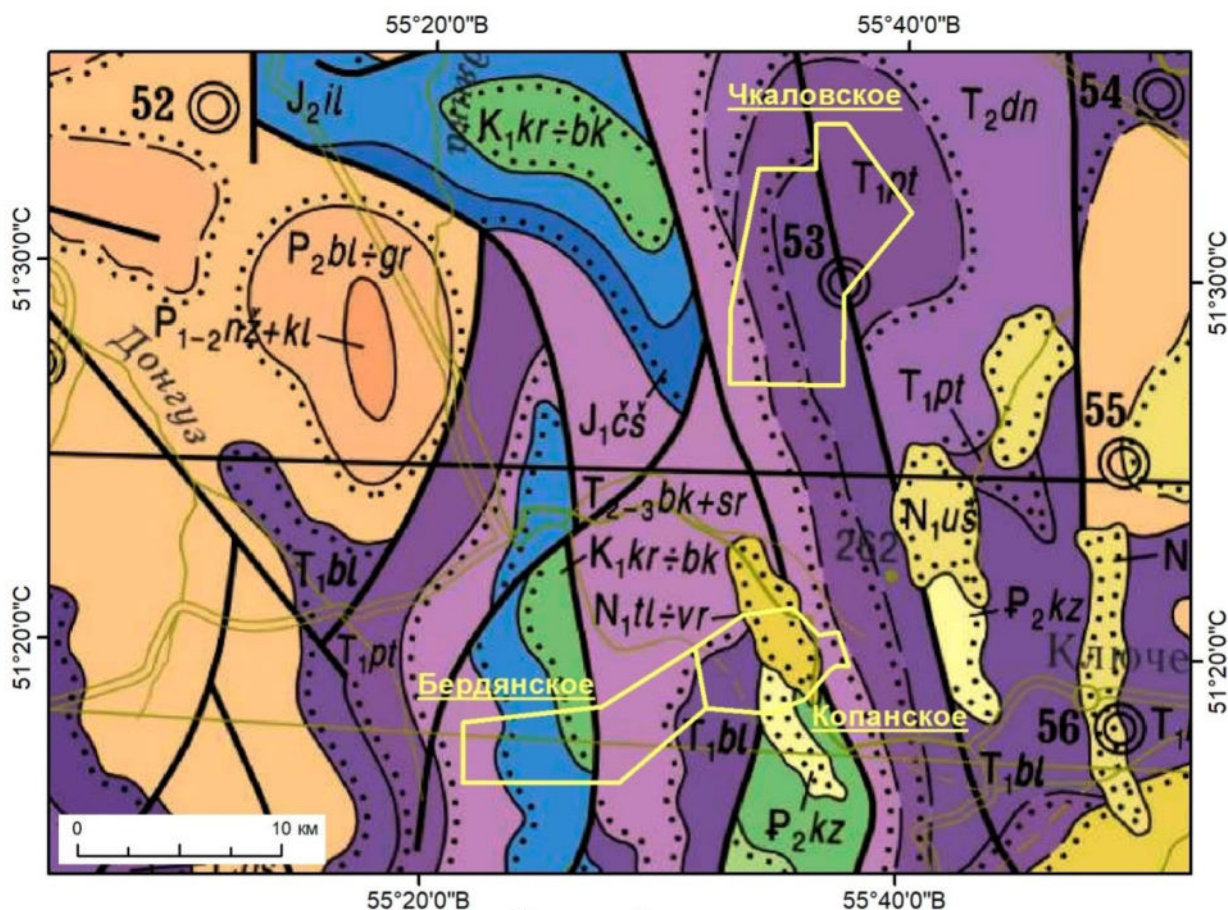 55°20'0"В
55°40'0"В
52
J₂il
K₁kr÷bk
Чкаловское
T₂dn
54
T₁pt
51°30'0"С
P₂bl÷gr
53
51°30'0"С
P₁₋₂nž+kl
Донгуз
J₁čš
T₁pt
55
T₂₋₃bk+sr
N₁uš
262
K₁kr÷bk
N
T₁bl
N₁tl÷vr
₽₂kz
51°20'0"С
T₁pt
Ключе
51°20'0"С
Бердянское
Копанское
56
T₁bl
T₁bl
₽₂kz
0
10 км
55°20'0"В
55°40'0"В